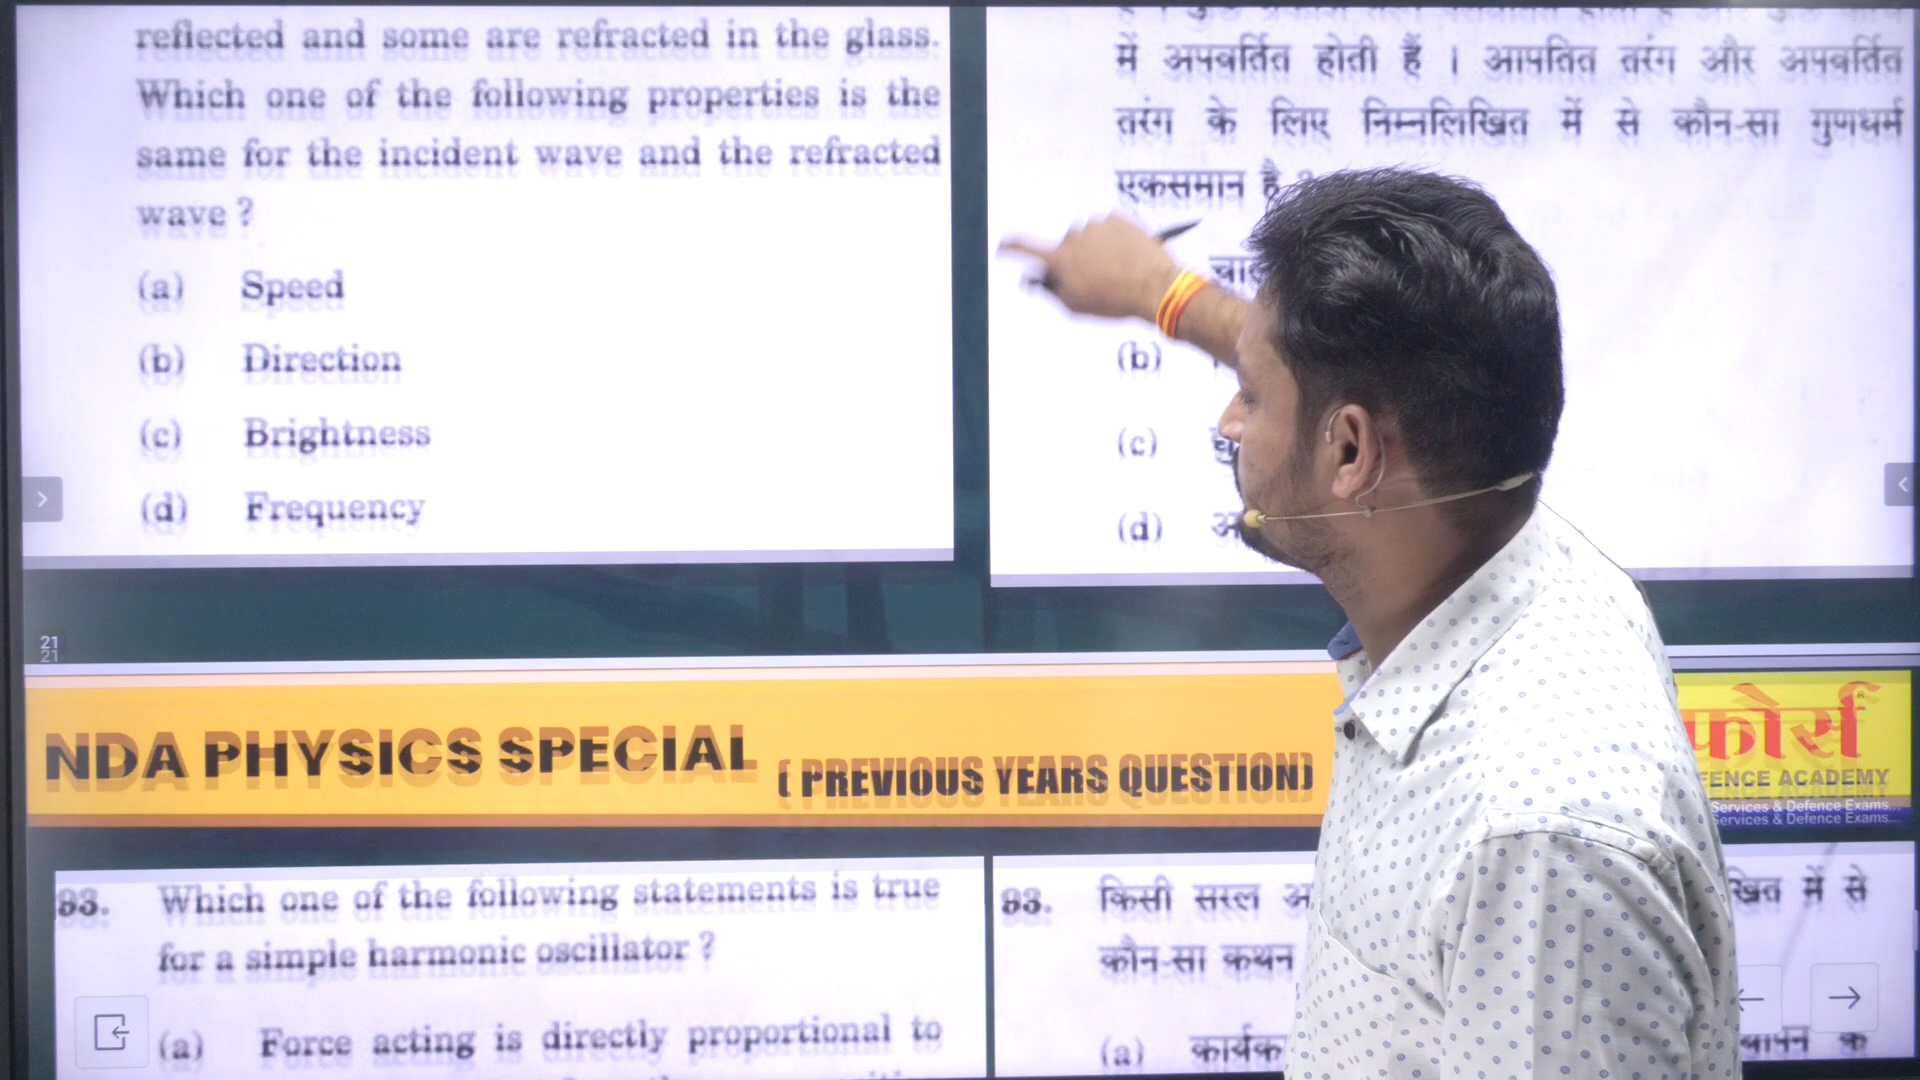 reflected and some are refracted in the glass.
Which one of the following properties is the
same for the incident wave and the refracted
wave ?
(a) Speed
(b) Direction
(c) Brightness
(d) Frequency
में अपवर्तित होती हैं । आपतित तरंग और अपवर्तित
तरंग के लिए निम्नलिखित में से कौन-सा गुणधर्म
एकसमान है
(b)
(c)
(d)
21
21
NDA PHYSICS SPECIAL ( PREVIOUS YEARS QUESTION)
फोर्स
ACADEMY
Services & Defence Exams...
Services & Defence Exams...
93. Which one of the following statements is true
for a simple harmonic oscillator ?
(a) Force acting is directly proportional to
93. किसी सरल
में से
कौन-सा कथन
(a)